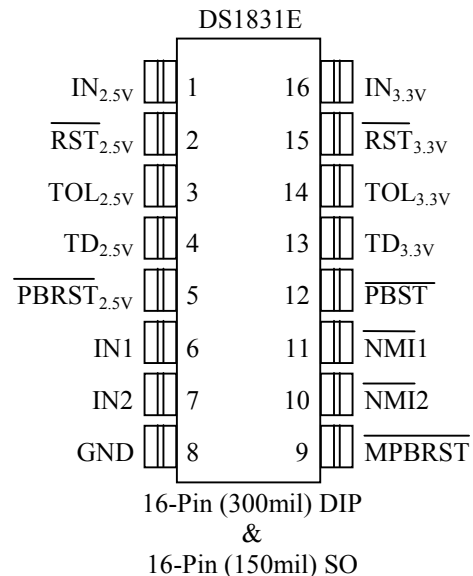 DS1831E
IN2.5V 1 16 IN3.3V
RST2.5V 2 15 RST3.3V
TOL2.5V 3 14 TOL3.3V
TD2.5V 4 13 TD3.3V
PBRST2.5V 5 12 PBST
IN1 6 11 NMI1
IN2 7 10 NMI2
GND 8 9 MPBRST
16-Pin (300mil) DIP
&
16-Pin (150mil) SO